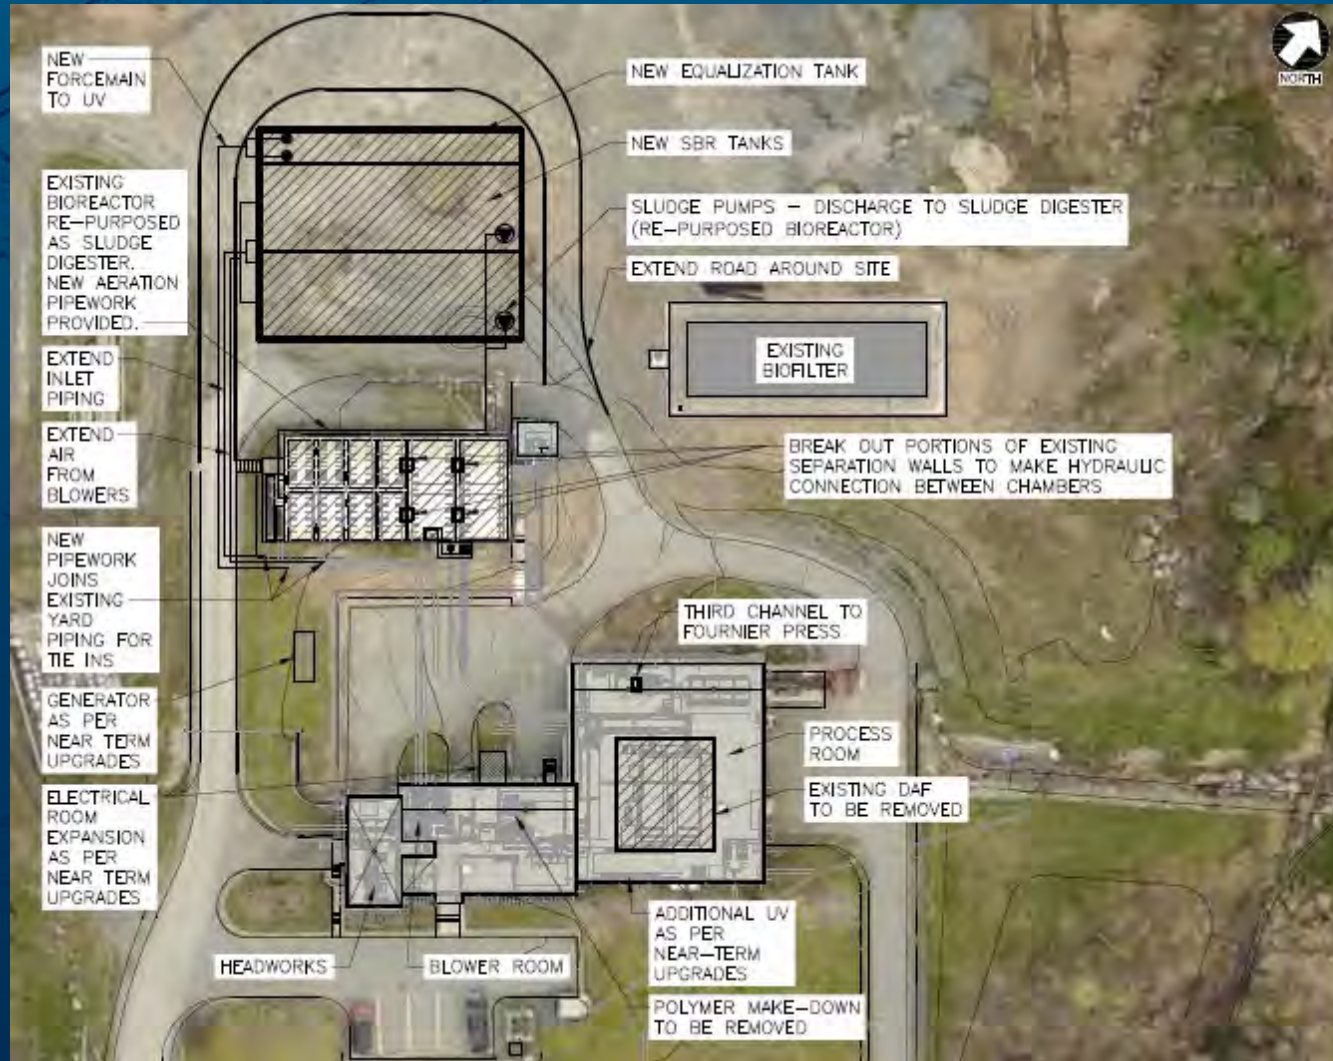 NEW
FORCEMAIN
TO UV
NEW EQUALIZATION TANK
NORTH
NEW SBR TANKS
EXISTING
BIOREACTOR
RE-PURPOSED
AS SLUDGE
DIGESTER.
NEW AERATION
PIPEWORK
PROVIDED.
SLUDGE PUMPS - DISCHARGE TO SLUDGE DIGESTER
(RE-PURPOSED BIOREACTOR)
EXTEND ROAD AROUND SITE
EXISTING
BIOFILTER
EXTEND
INLET
PIPING
EXTEND
AIR
FROM
BLOWERS
BREAK OUT PORTIONS OF EXISTING
SEPARATION WALLS TO MAKE HYDRAULIC
CONNECTION BETWEEN CHAMBERS
NEW
PIPEWORK
JOINS
EXISTING
YARD
PIPING FOR
TIE INS
THIRD CHANNEL TO
FOURNIER PRESS
GENERATOR
AS PER
NEAR TERM
UPGRADES
PROCESS
ROOM
EXISTING DAF
TO BE REMOVED
ELECTRICAL
ROOM
EXPANSION
AS PER
NEAR TERM
UPGRADES
ADDITIONAL UV
AS PER
NEAR-TERM
UPGRADES
HEADWORKS
BLOWER ROOM
POLYMER MAKE-DOWN
TO BE REMOVED